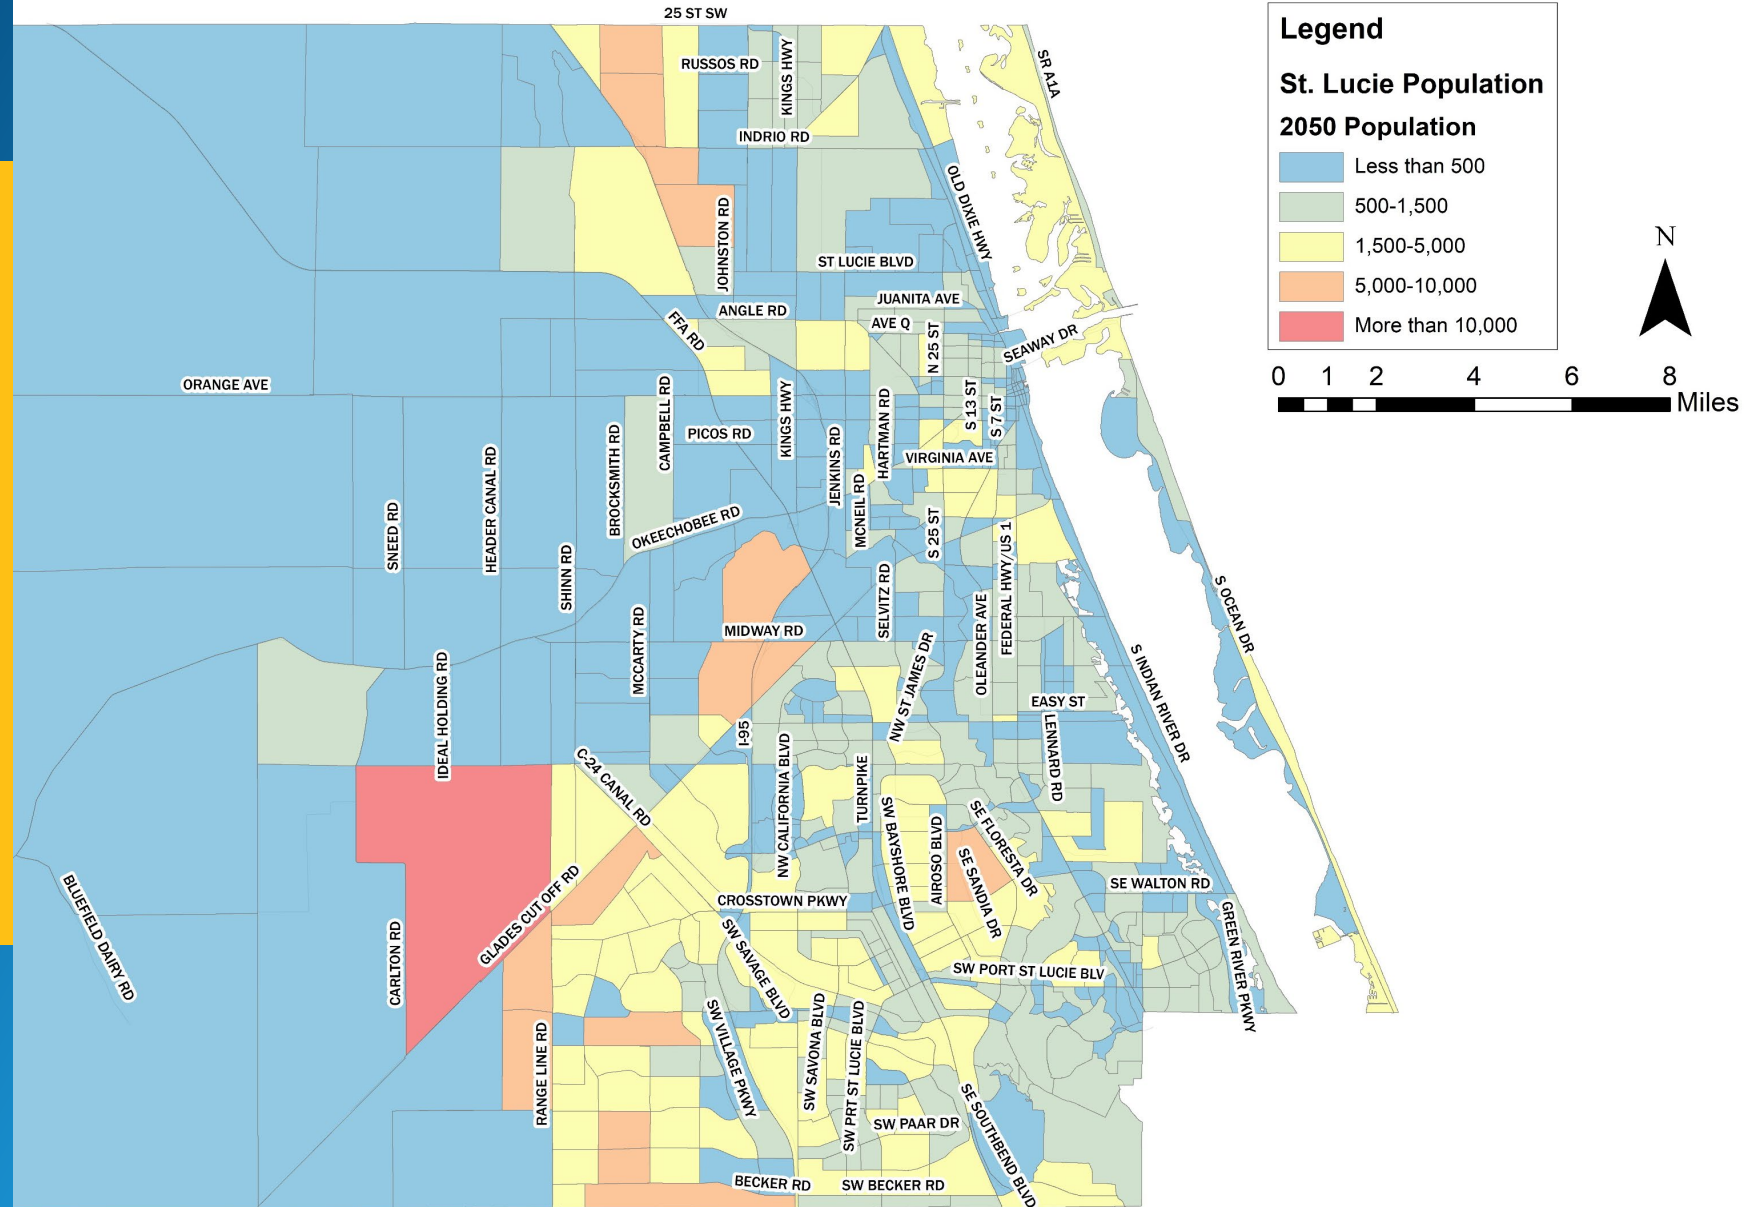 25 ST SW
RUSSOS RD
KINGS HWY
SR A1A
INDRIO RD
OLD DIXIE HWY
JOHNSTON RD
ST LUCIE BLVD
JUANITA AVE
ANGLE RD
AVE Q
FFA RD
N 25 ST
SEAWAY DR
ORANGE AVE
CAMPBELL RD
KINGS HWY
HARTMAN RD
S 13 ST
S 7 ST
PICOS RD
BROCKSMITH RD
JENKINS RD
VIRGINIA AVE
HEADER CANAL RD
MCNEIL RD
SNEED RD
OKEECHOBEE RD
S 25 ST
FEDERAL HWY/US 1
SHINN RD
SELVITZ RD
S OCEAN DR
MCCARTY RD
MIDWAY RD
OLEANDER AVE
NW ST JAMES DR
S INDIAN RIVER DR
IDEAL HOLDING RD
EASY ST
I-95
LENNARD RD
C-24 CANAL RD
NW CALIFORNIA BLVD
TURNPIKE
SW BAYSHORE BLVD
AIROSO BLVD
SE FLORESTA DR
SE SANDIA DR
SE WALTON RD
BLUEFIELD DAIRY RD
GLADES CUT OFF RD
CROSSTOWN PKWY
CARLTON RD
SW SAVAGE BLVD
GREEN RIVER PKWY
SW PORT ST LUCIE BLV
SW VILLAGE PKWY
SW SAVONA BLVD
SW PRT ST LUCIE BLVD
RANGE LINE RD
SW PAAR DR
SE SOUTHBEND BLVD
BECKER RD
SW BECKER RD
Legend
St. Lucie Population
2050 Population
Less than 500
500-1,500
1,500-5,000
5,000-10,000
More than 10,000
N
0 1 2 4 6 8
Miles